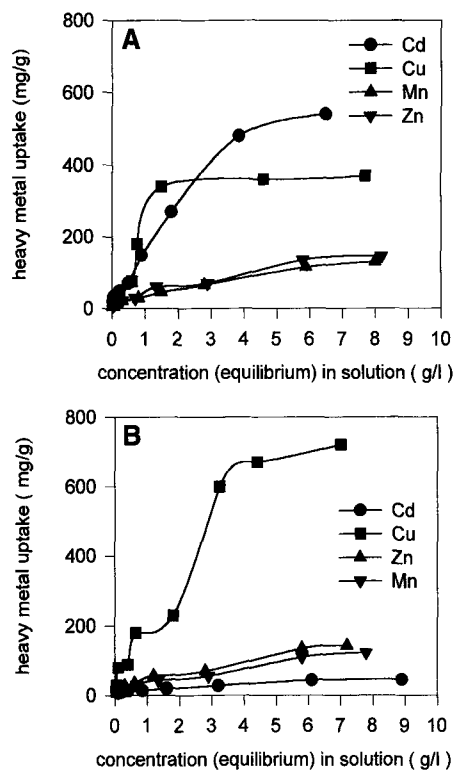 A
Cd
Cu
Mn
Zn
heavy metal uptake (mg/g)
800
600
400
200
0
0 1 2 3 4 5 6 7 8 9 10
concentration (equilibrium) in solution ( g/l )
B
Cd
Cu
Zn
Mn
heavy metal uptake ( mg/g)
800
600
400
200
0
0 1 2 3 4 5 6 7 8 9 10
concentration (equilibrium) in solution ( g/l )